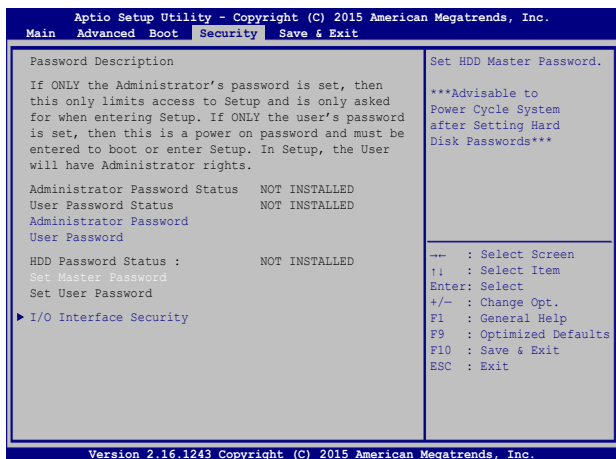 Aptio Setup Utility - Copyright (C) 2015 American Megatrends, Inc.
Main Advanced Boot Security Save & Exit
Password Description
If ONLY the Administrator's password is set, then
this only limits access to Setup and is only asked
for when entering Setup. If ONLY the user's password
is set, then this is a power on password and must be
entered to boot or enter Setup. In Setup, the User
will have Administrator rights.
Administrator Password Status NOT INSTALLED
User Password Status NOT INSTALLED
Administrator Password
User Password
HDD Password Status : NOT INSTALLED
Set Master Password
Set User Password
I/O Interface Security
Set HDD Master Password.
***Advisable to
Power Cycle System
after Setting Hard
Disk Passwords***
→← : Select Screen
↑↓ : Select Item
Enter: Select
+/— : Change Opt.
F1 : General Help
F9 : Optimized Defaults
F10 : Save & Exit
ESC : Exit
Version 2.16.1243 Copyright (C) 2015 American Megatrends, Inc.